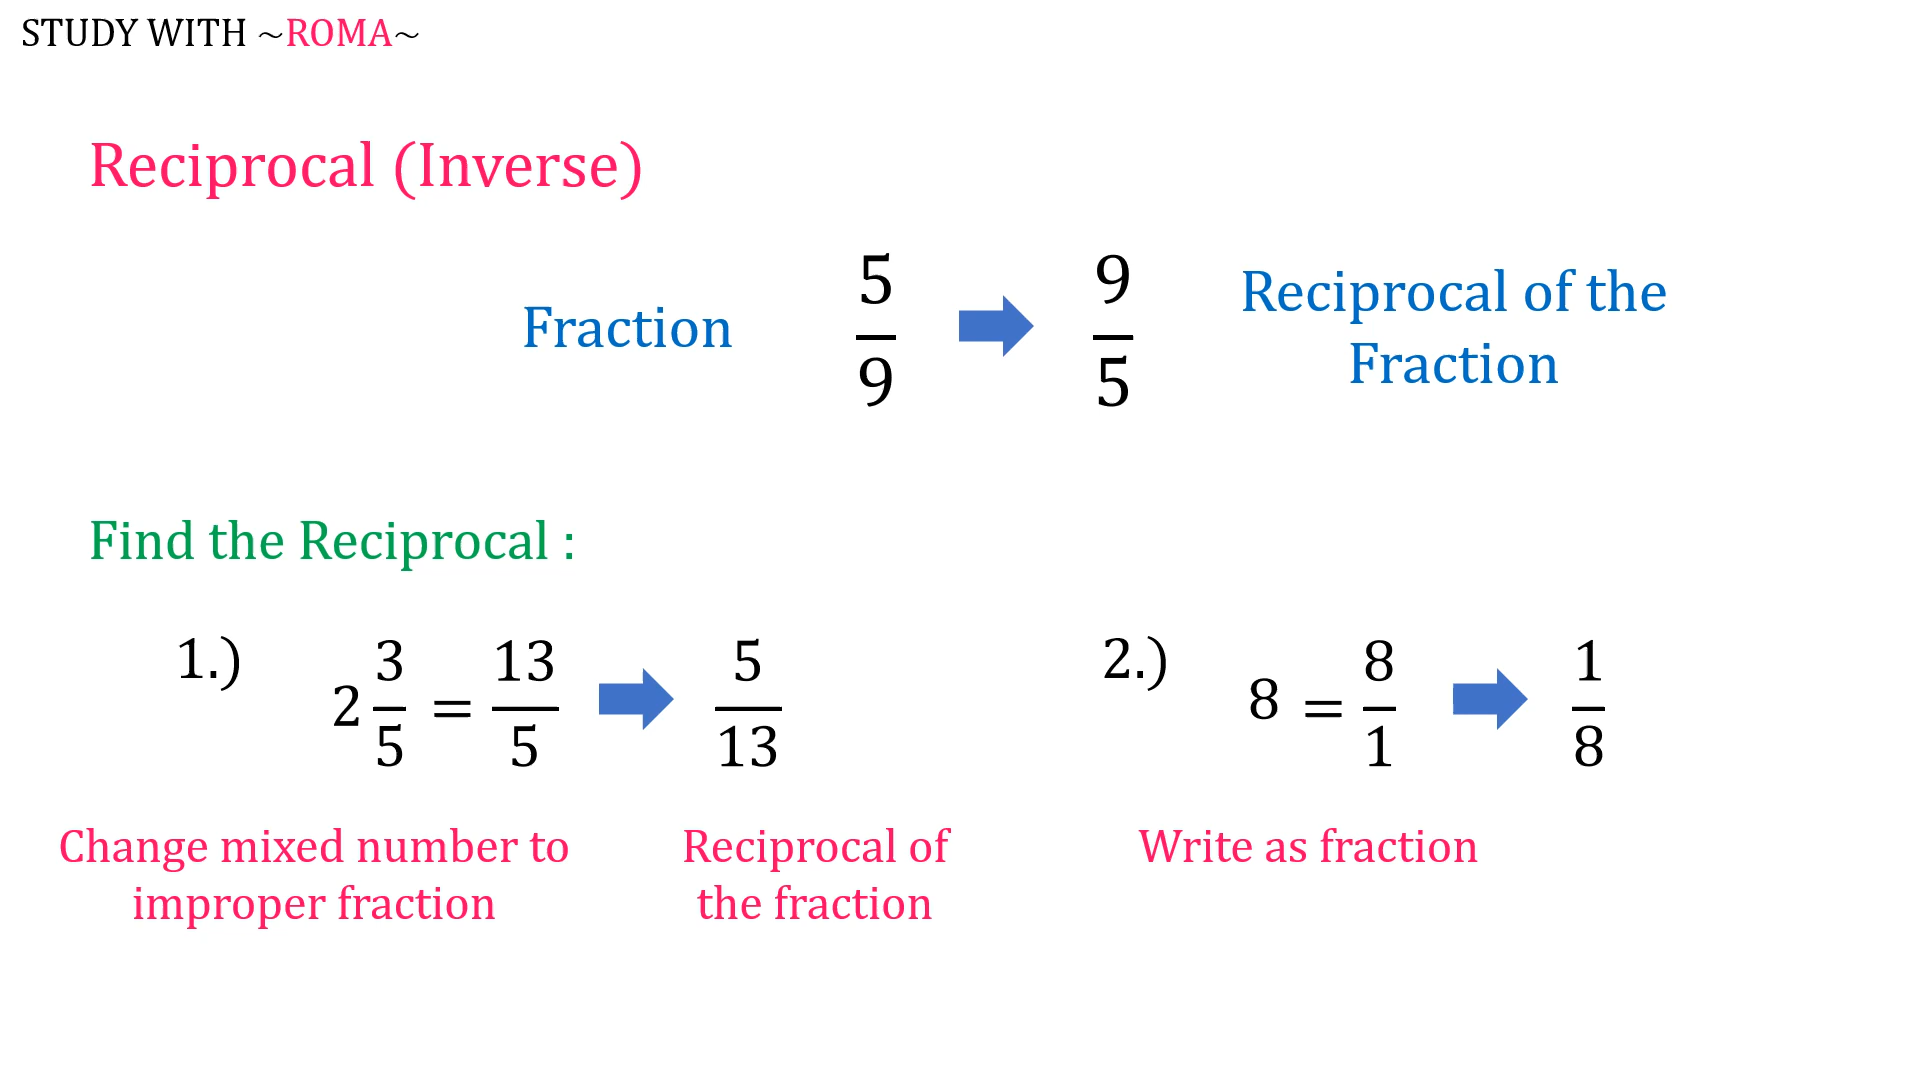 STUDY WITH ~ROMA~
Reciprocal (Inverse)
Fraction 5/9 9/5 Reciprocal of the
Fraction
Find the Reciprocal :
1.) 2 3/5 = 13/5 5/13 2.) 8 = 8/1 1/8
Change mixed number to Reciprocal of Write as fraction
improper fraction the fraction